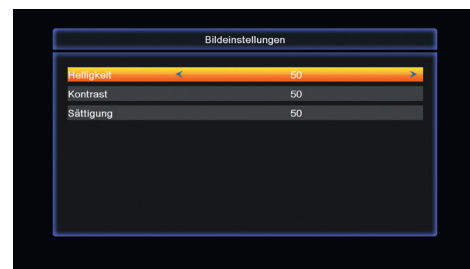 Bildeinstellungen
Helligkeit 50
Kontrast 50
Sättigung 50